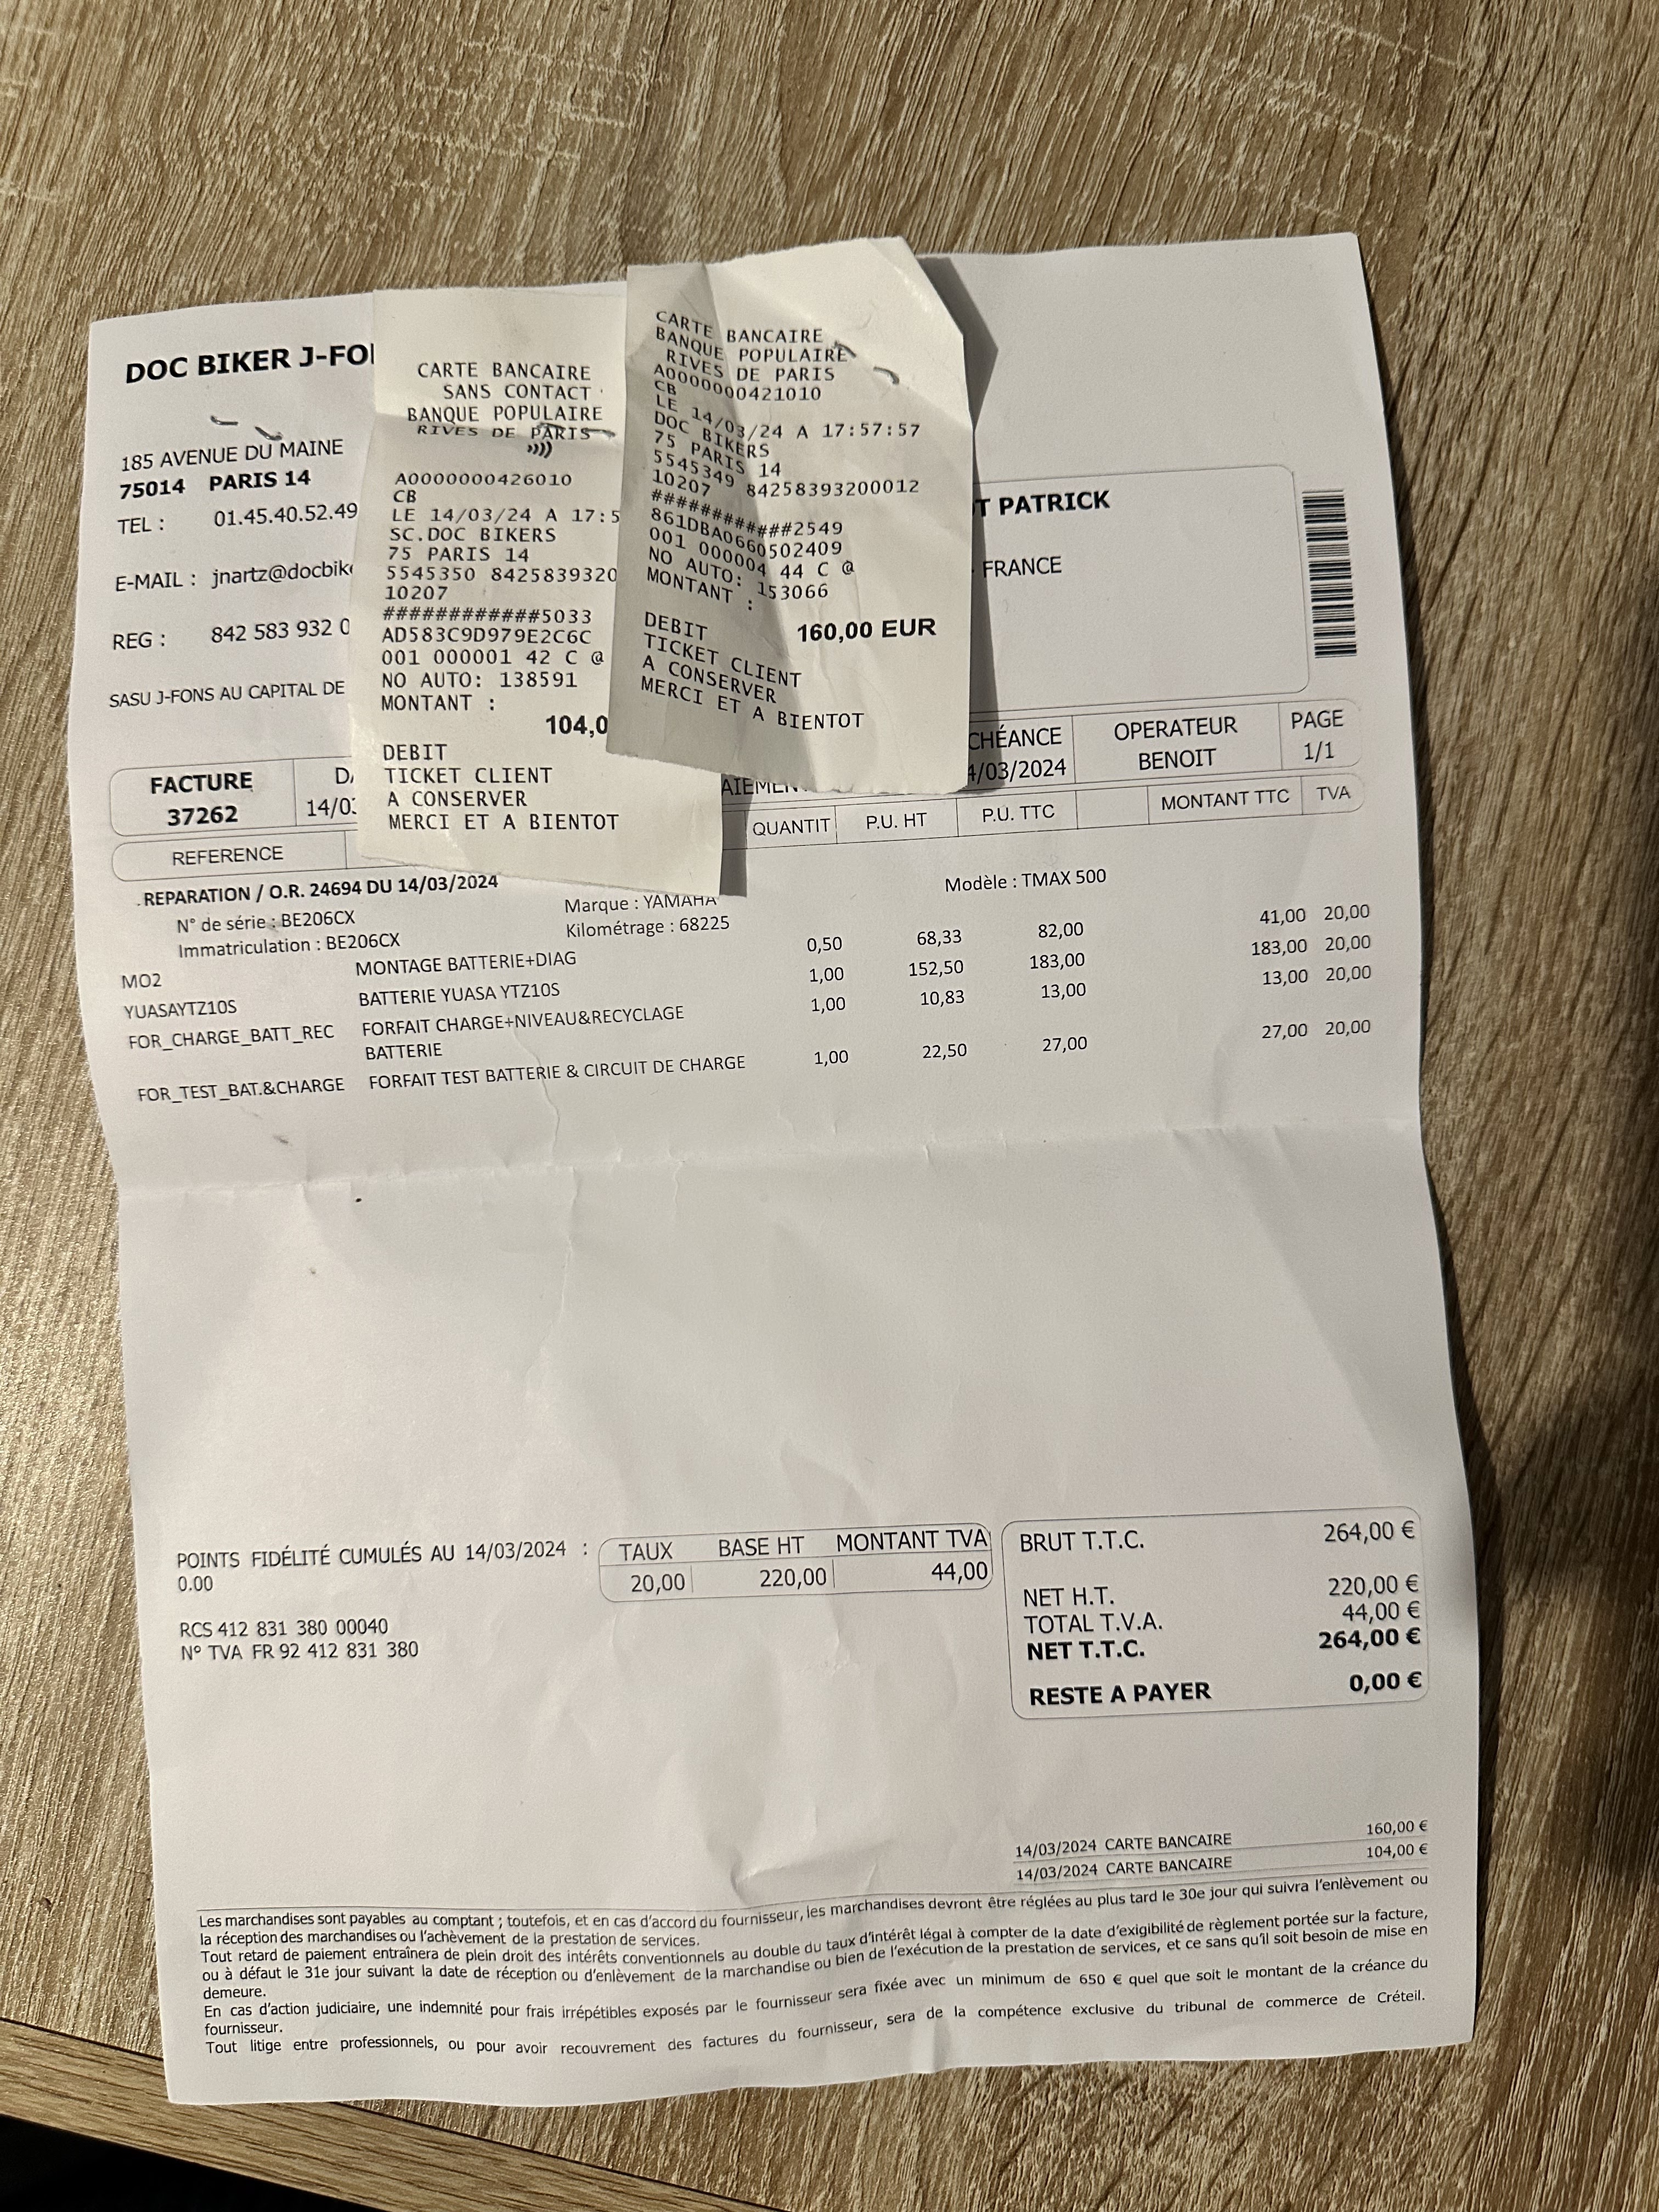 DOC BIKER
185 AVENUE DU MAINE
75014 PARIS 14
TEL : 01.45.40.52.49
E-MAIL :
REG : 842 583 932
SASU J-FONS AU CAPITAL DE
CARTE BANCAIRE
SANS CONTACT
BANQUE POPULAIRE
RIVES DE PARIS
A0000000426010
CB
LE 14/03/24 A
SC.DOC BIKERS
75 PARIS 14
5545350 8425839320
10207
############5033
AD583C9D979E2C6C
001 000001 42 C @
NO AUTO: 138591
MONTANT :
104,0
DEBIT
TICKET CLIENT
A CONSERVER
MERCI ET A BIENTOT
CARTE BANCAIRE
BANQUE POPULAIRE
RIVES DE PARIS
A0000000421010
CB
LE 14/03/24 A 17:57:57
DOC BIKERS
75 PARIS 14
5545349 84258393200012
10207
############2549
861DBA0660502409
001 000004 44 C @
NO AUTO: 153066
MONTANT :
160,00 EUR
DEBIT
TICKET CLIENT
A CONSERVER
MERCI ET A BIENTOT
T PATRICK
FRANCE
FACTURE
37262
OPERATEUR
BENOIT
PAGE
1/1
REFERENCE QUANTIT P.U. HT P.U. TTC MONTANT TTC TVA
REPARATION / O.R. 24694 DU 14/03/2024
N° de série : BE206CX Marque : YAMAHA Modèle : TMAX 500
Immatriculation : BE206CX Kilométrage : 68225
MO2 MONTAGE BATTERIE+DIAG 0,50 68,33 82,00 41,00 20,00
YUASAYTZ10S BATTERIE YUASA YTZ10S 1,00 152,50 183,00 183,00 20,00
FOR_CHARGE_BATT_REC FORFAIT CHARGE+NIVEAU&RECYCLAGE 1,00 10,83 13,00 13,00 20,00
BATTERIE
FOR_TEST_BAT.&CHARGE FORFAIT TEST BATTERIE & CIRCUIT DE CHARGE 1,00 22,50 27,00 27,00 20,00
POINTS FIDÉLITÉ CUMULÉS AU 14/03/2024 :
0.00
RCS 412 831 380 00040
N° TVA FR 92 412 831 380
TAUX BASE HT MONTANT TVA
20,00 220,00 44,00
BRUT T.T.C. 264,00 €
NET H.T. 220,00 €
TOTAL T.V.A. 44,00 €
NET T.T.C. 264,00 €
RESTE A PAYER 0,00 €
14/03/2024 CARTE BANCAIRE 160,00 €
14/03/2024 CARTE BANCAIRE 104,00 €
Les marchandises sont payables au comptant ; toutefois, et en cas d'accord du fournisseur, les marchandises devront être réglées au plus tard le 30e jour qui suivra l'enlèvement ou
la réception des marchandises ou l'achèvement de la prestation de services.
Tout retard de paiement entraînera de plein droit des intérêts conventionnels au double du taux d'intérêt légal à compter de la date d'exigibilité de règlement portée sur la facture,
ou à défaut le 31e jour suivant la date de réception ou d'enlèvement de la marchandise ou bien de l'exécution de la prestation de services, et ce sans qu'il soit besoin de mise en
demeure.
En cas d'action judiciaire, une indemnité pour frais irrépétibles exposés par le fournisseur sera fixée avec un minimum de 650 € quel que soit le montant de la créance du
fournisseur.
Tout litige entre professionnels, ou pour avoir recouvrement des factures du fournisseur, sera de la compétence exclusive du tribunal de commerce de Créteil.